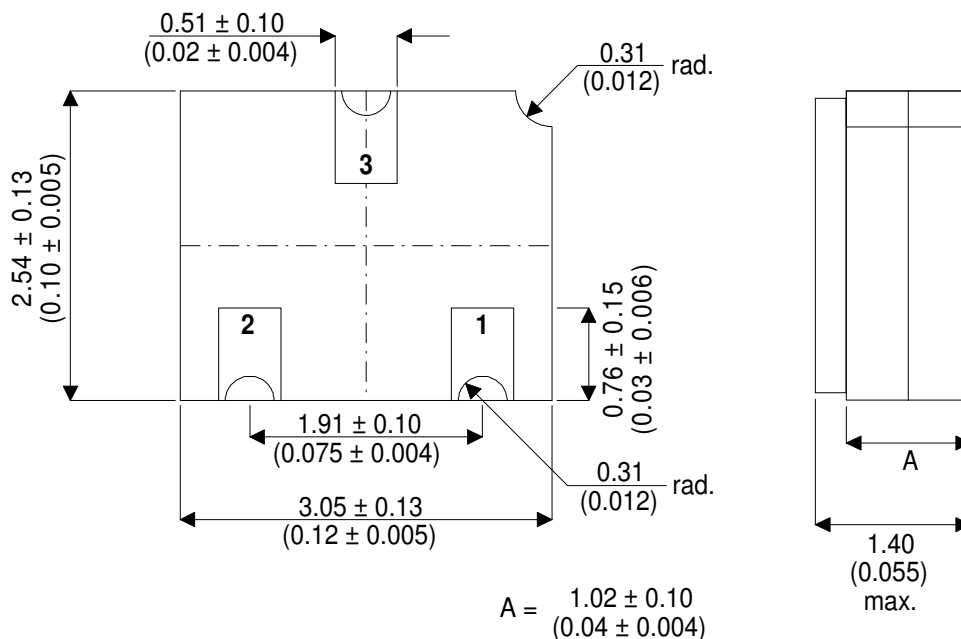 0.51 ± 0.10
(0.02 ± 0.004)
0.31
(0.012)
rad.
2.54 ± 0.13
(0.10 ± 0.005)
3
2
1
0.76 ± 0.15
(0.03 ± 0.006)
1.91 ± 0.10
(0.075 ± 0.004)
0.31
(0.012)
rad.
3.05 ± 0.13
(0.12 ± 0.005)
A
1.40
(0.055)
max.
A =
1.02 ± 0.10
(0.04 ± 0.004)